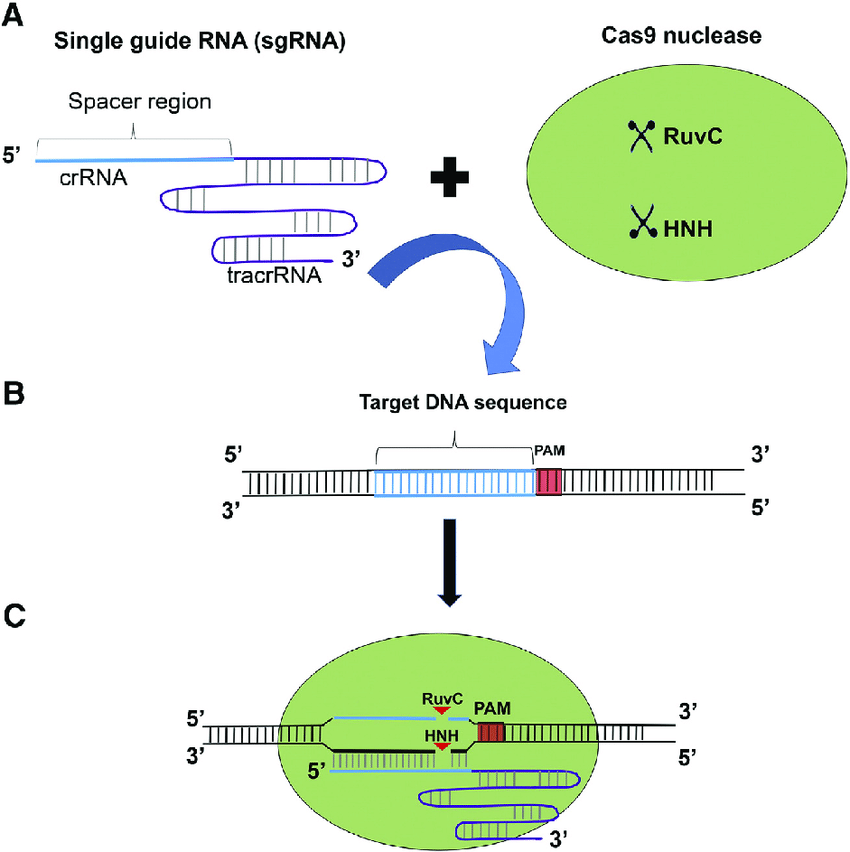 A
Single guide RNA (sgRNA)
Cas9 nuclease
Spacer region
5’
crRNA
tracrRNA
3’
RuvC
HNH
B
Target DNA sequence
PAM
5’
3’
3’
5’
C
RuvC
PAM
HNH
5’
3’
3’
5’
5’
3’